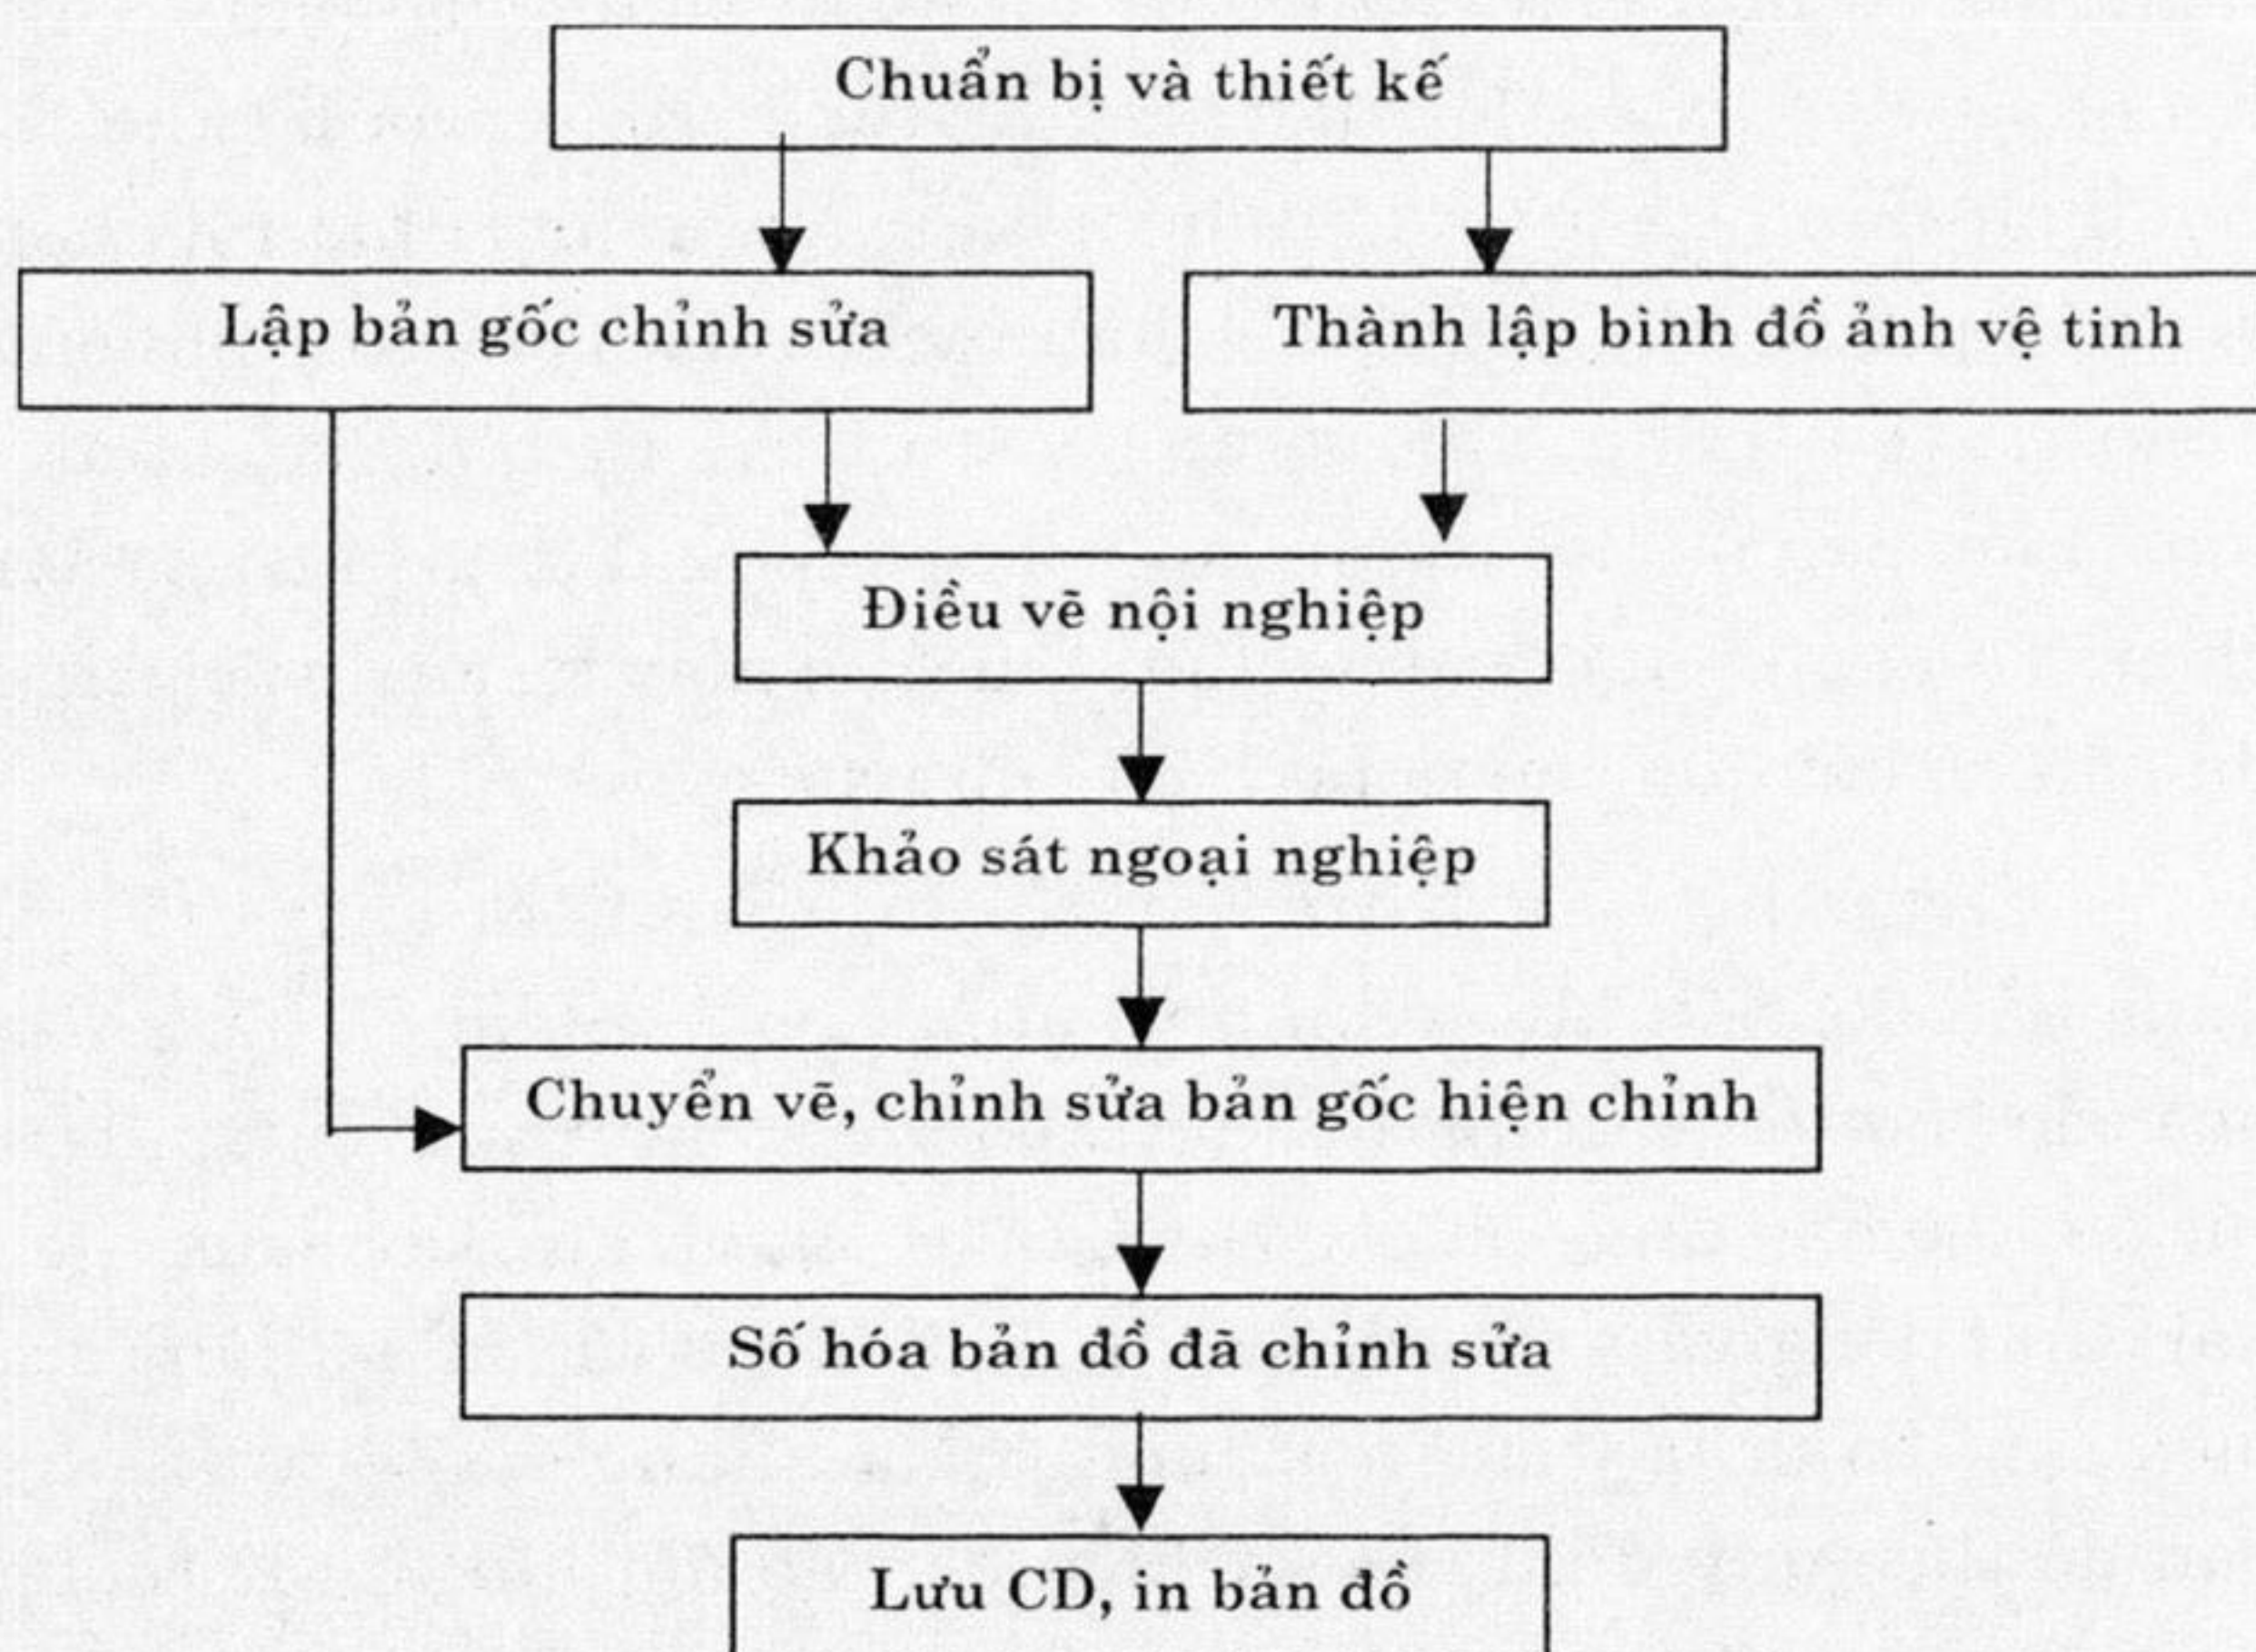 Chuẩn bị và thiết kế
Lập bản gốc chỉnh sửa
Thành lập bình đồ ảnh vệ tinh
Điều vẽ nội nghiệp
Khảo sát ngoại nghiệp
Chuyển vẽ, chỉnh sửa bản gốc hiện chỉnh
Số hóa bản đồ đã chỉnh sửa
Lưu CD, in bản đồ